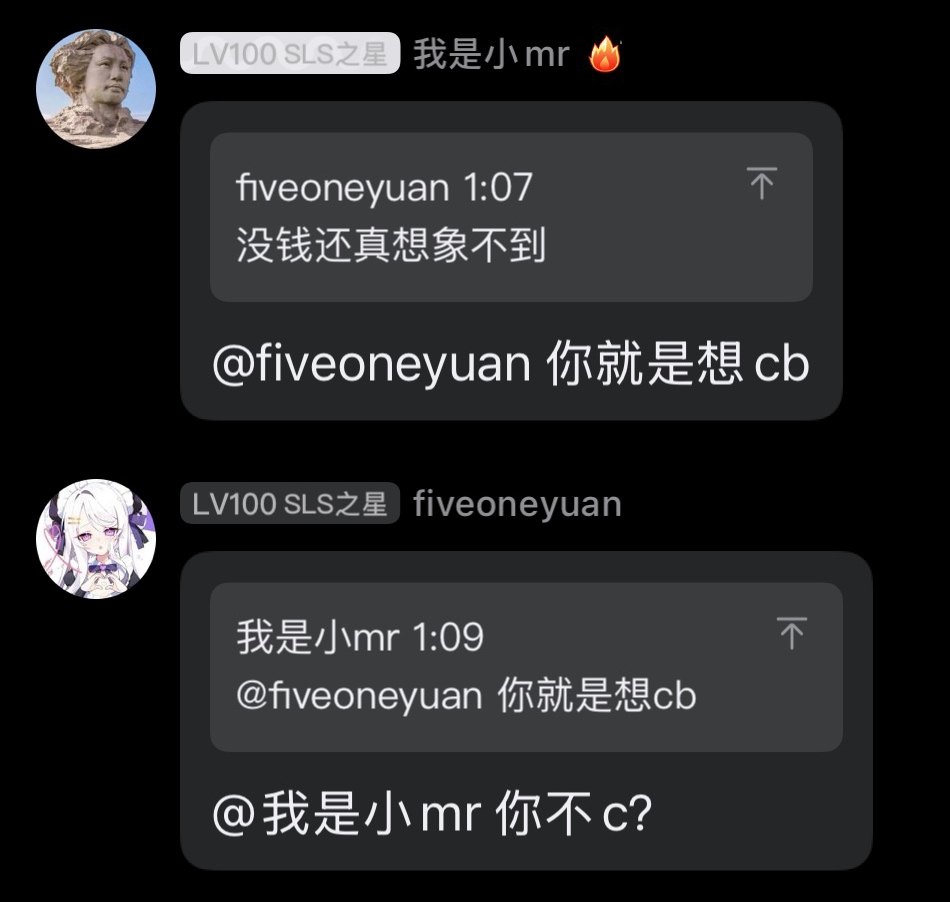 LV100 SLS之星 我是小mr 🔥
fiveoneyuan 1:07
没钱还真想象不到
@fiveoneyuan 你就是想cb
LV100 SLS之星 fiveoneyuan
我是小mr 1:09
@fiveoneyuan 你就是想cb
@我是小mr 你不c?